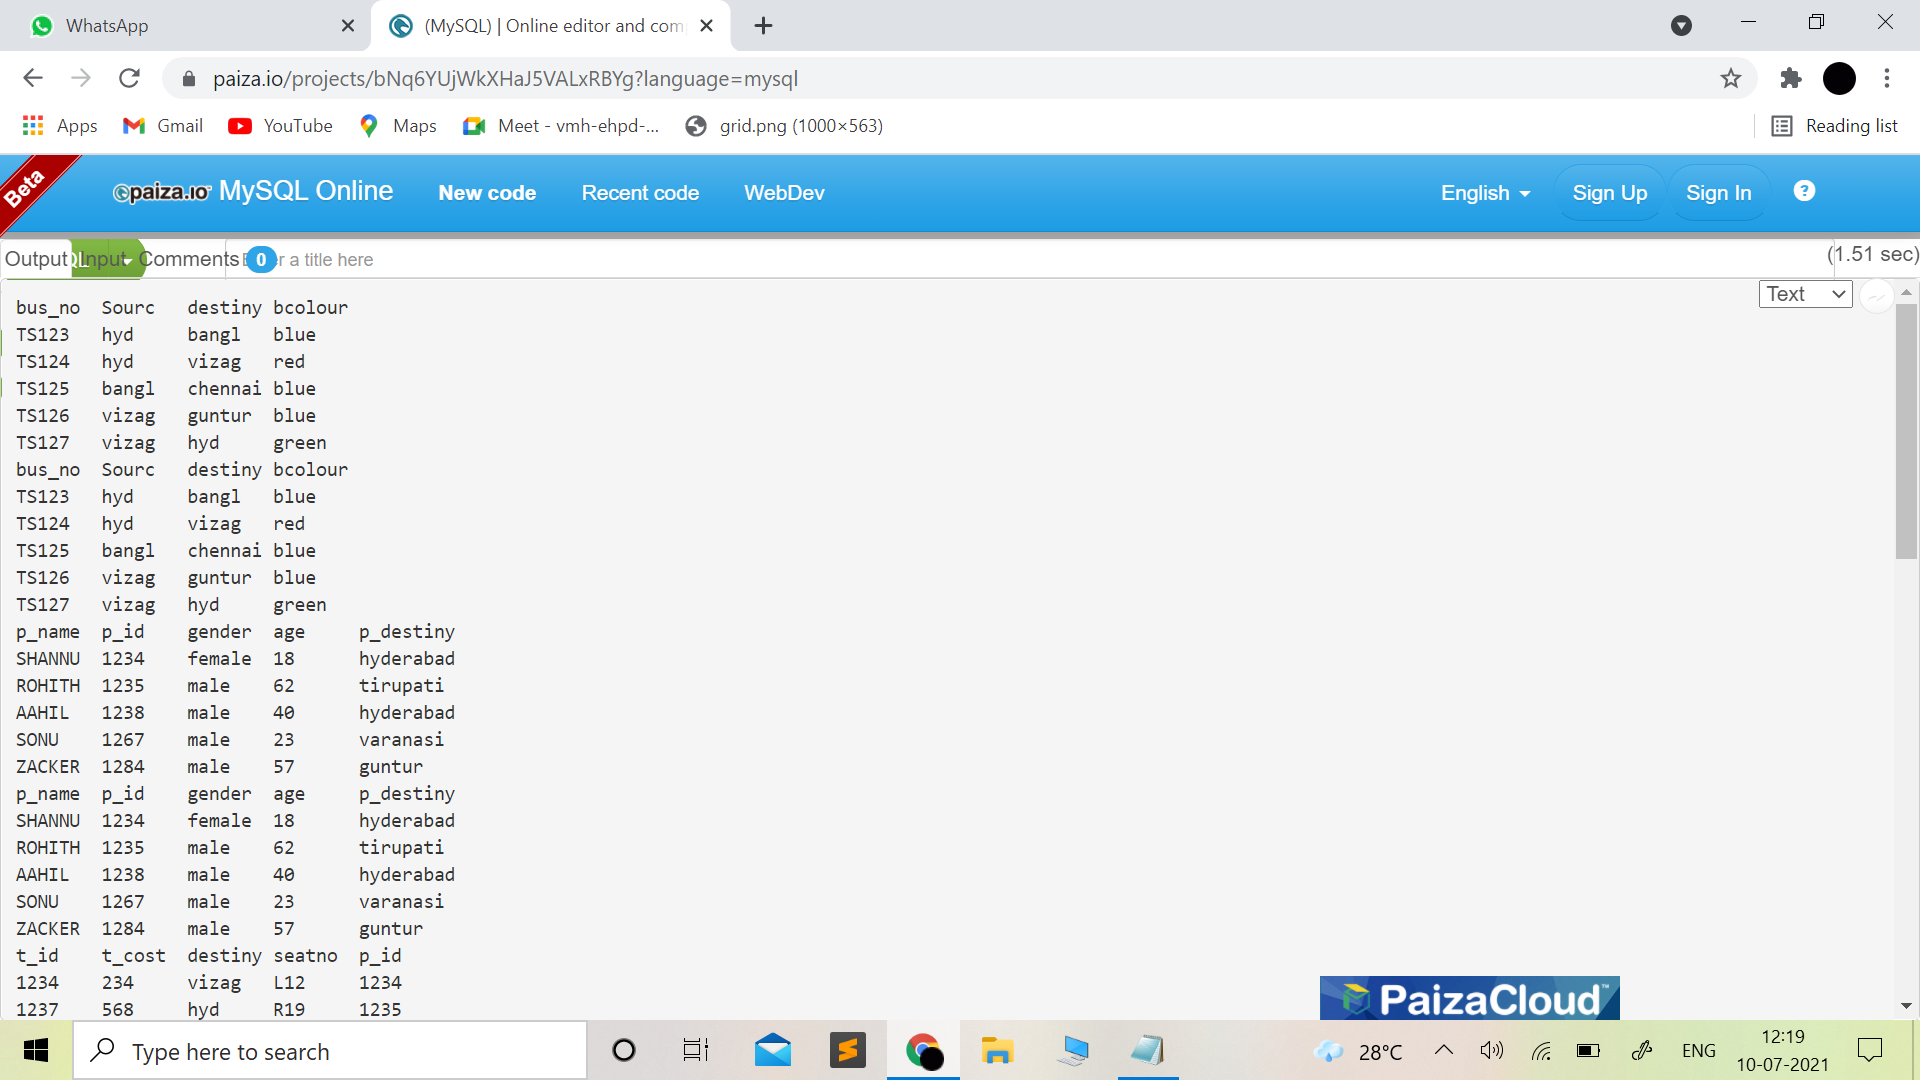 WhatsApp
(MySQL) | Online editor and com
paiza.io/projects/bNq6YUjWkXHaJ5VALxRBYg?language=mysql
Apps Gmail YouTube Maps Meet - vmh-ehpd-... grid.png (1000×563) Reading list
Beta
paiza.IO MySQL Online New code Recent code WebDev English Sign Up Sign In ?
Output QL Input Comments 0 r a title here (1.51 sec)
Text
bus_no Sourc destiny bcolour
TS123 hyd bangl blue
TS124 hyd vizag red
TS125 bangl chennai blue
TS126 vizag guntur blue
TS127 vizag hyd green
bus_no Sourc destiny bcolour
TS123 hyd bangl blue
TS124 hyd vizag red
TS125 bangl chennai blue
TS126 vizag guntur blue
TS127 vizag hyd green
p_name p_id gender age p_destiny
SHANNU 1234 female 18 hyderabad
ROHITH 1235 male 62 tirupati
AAHIL 1238 male 40 hyderabad
SONU 1267 male 23 varanasi
ZACKER 1284 male 57 guntur
p_name p_id gender age p_destiny
SHANNU 1234 female 18 hyderabad
ROHITH 1235 male 62 tirupati
AAHIL 1238 male 40 hyderabad
SONU 1267 male 23 varanasi
ZACKER 1284 male 57 guntur
t_id t_cost destiny seatno p_id
1234 234 vizag L12 1234
1237 568 hyd R19 1235
PaizaCloud™
Type here to search
28°C
ENG
12:19
10-07-2021